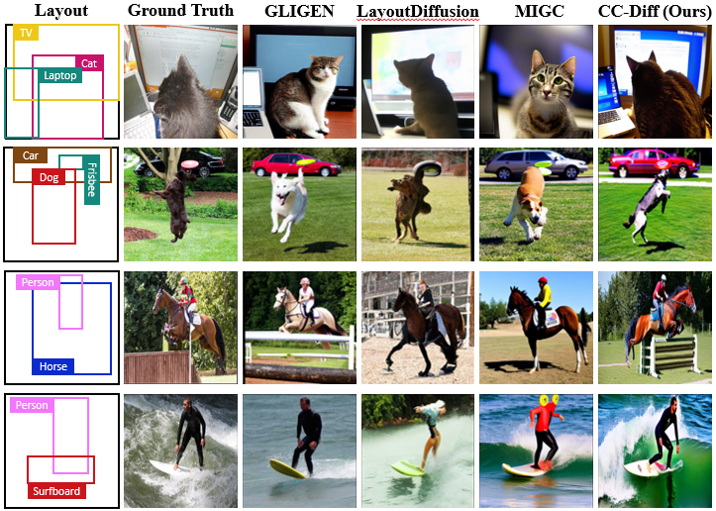 Layout Ground Truth GLIGEN LayoutDiffusion MIGC CC-Diff (Ours)
TV
Cat
Laptop
Car
Dog
Frisbee
Person
Horse
Person
Surfboard